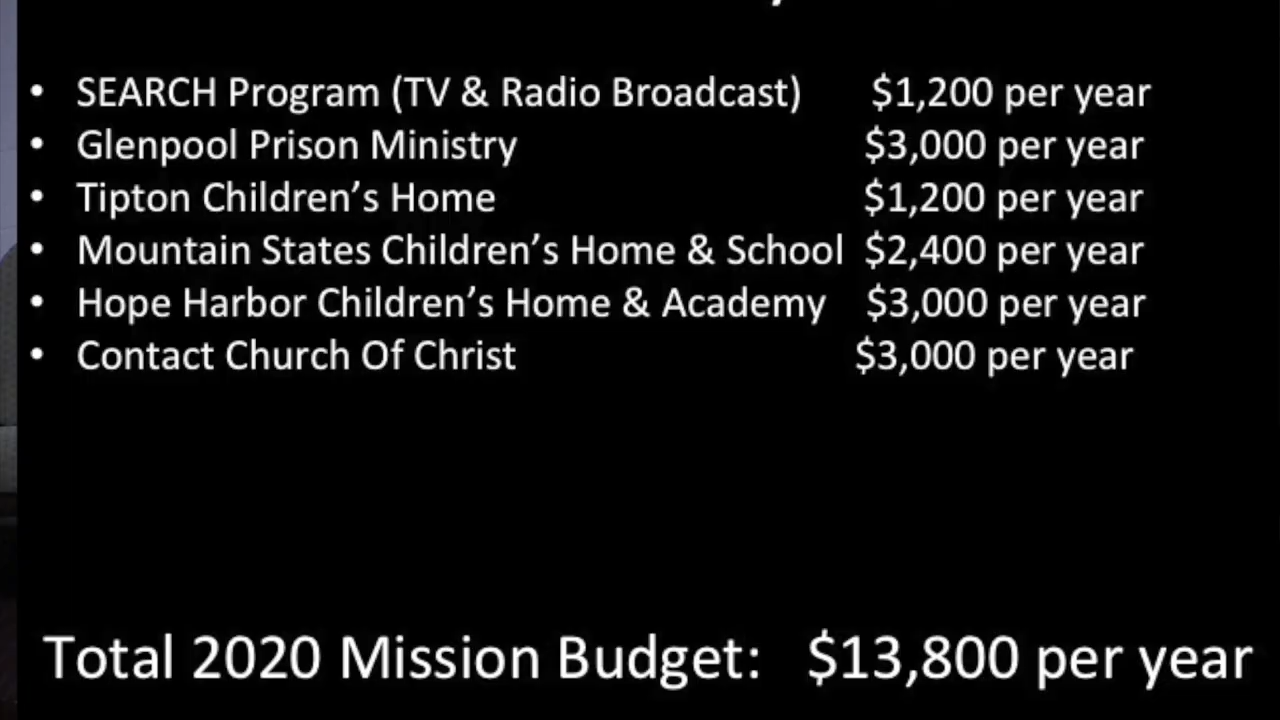 • SEARCH Program (TV & Radio Broadcast) $1,200 per year
• Glenpool Prison Ministry $3,000 per year
• Tipton Children’s Home $1,200 per year
• Mountain States Children’s Home & School $2,400 per year
• Hope Harbor Children’s Home & Academy $3,000 per year
• Contact Church Of Christ $3,000 per year
Total 2020 Mission Budget: $13,800 per year